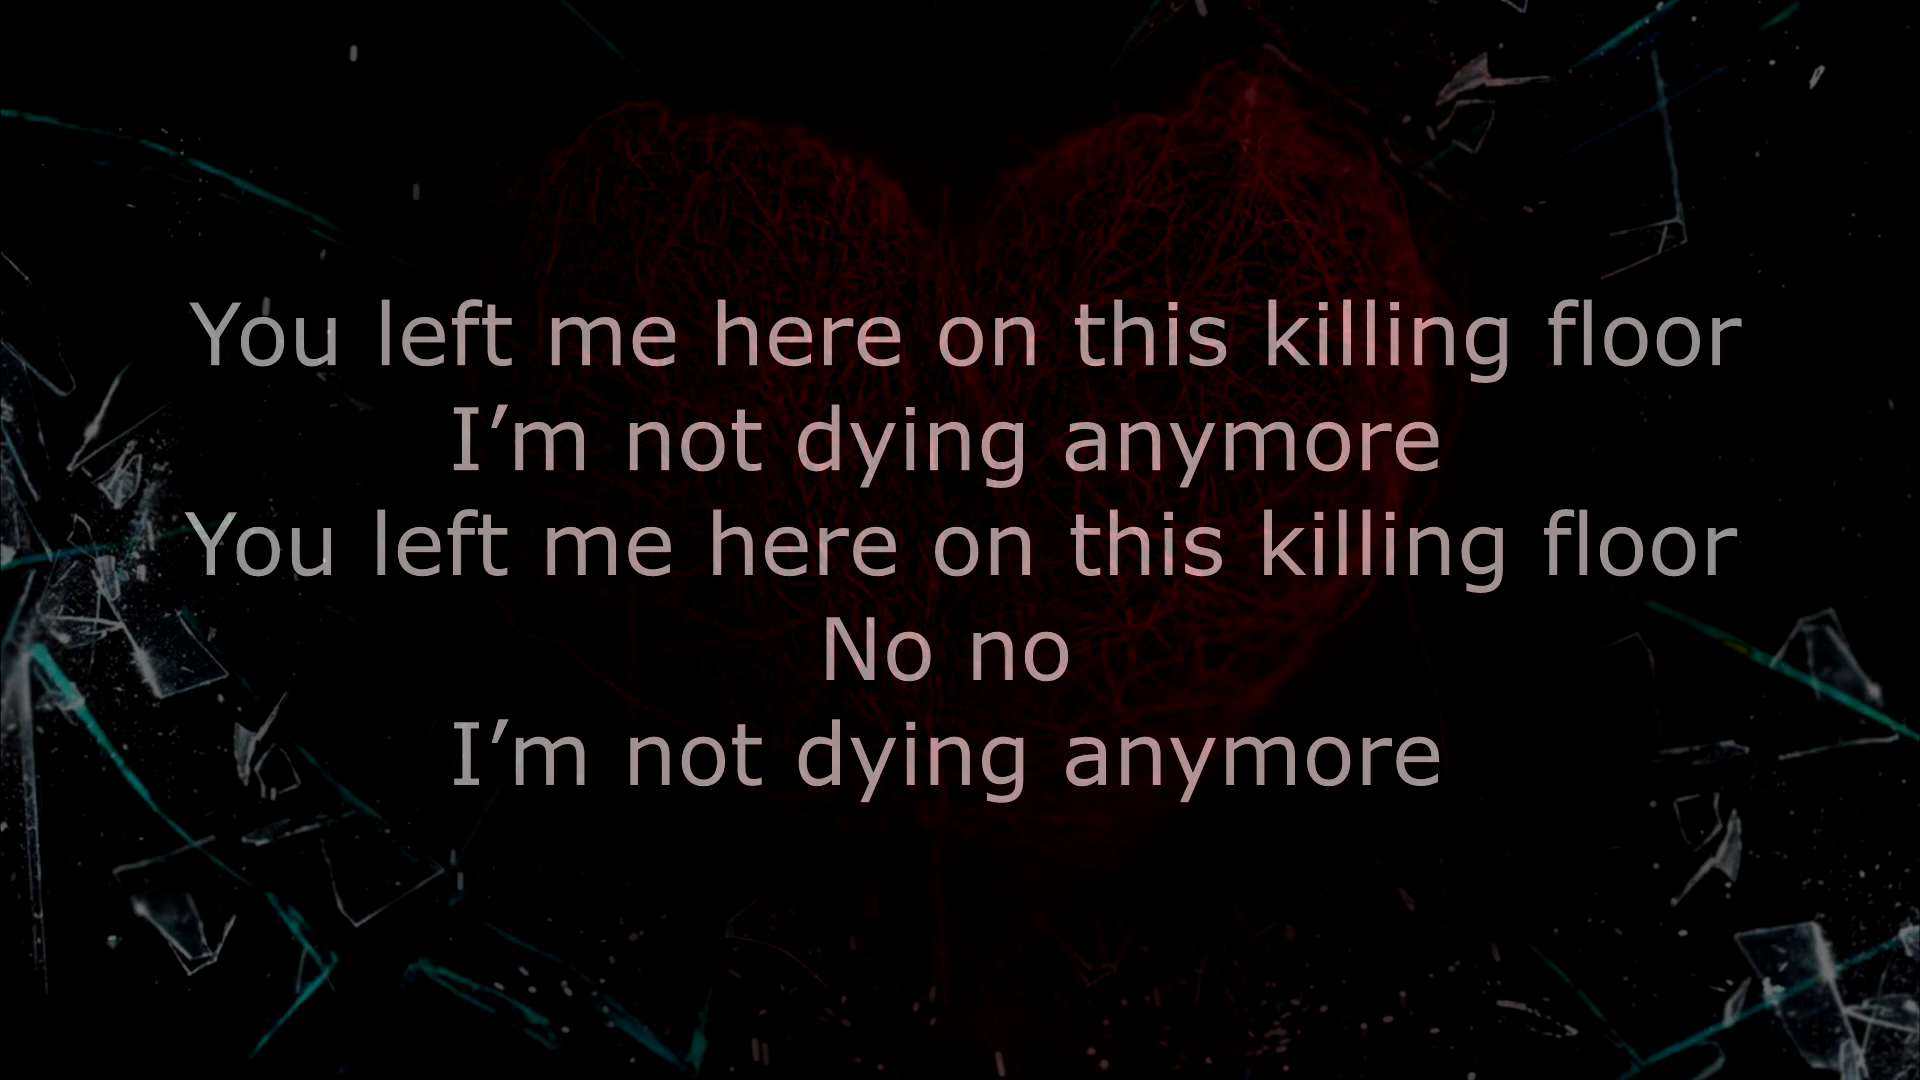 You left me here on this killing floor
I’m not dying anymore
You left me here on this killing floor
No no
I’m not dying anymore